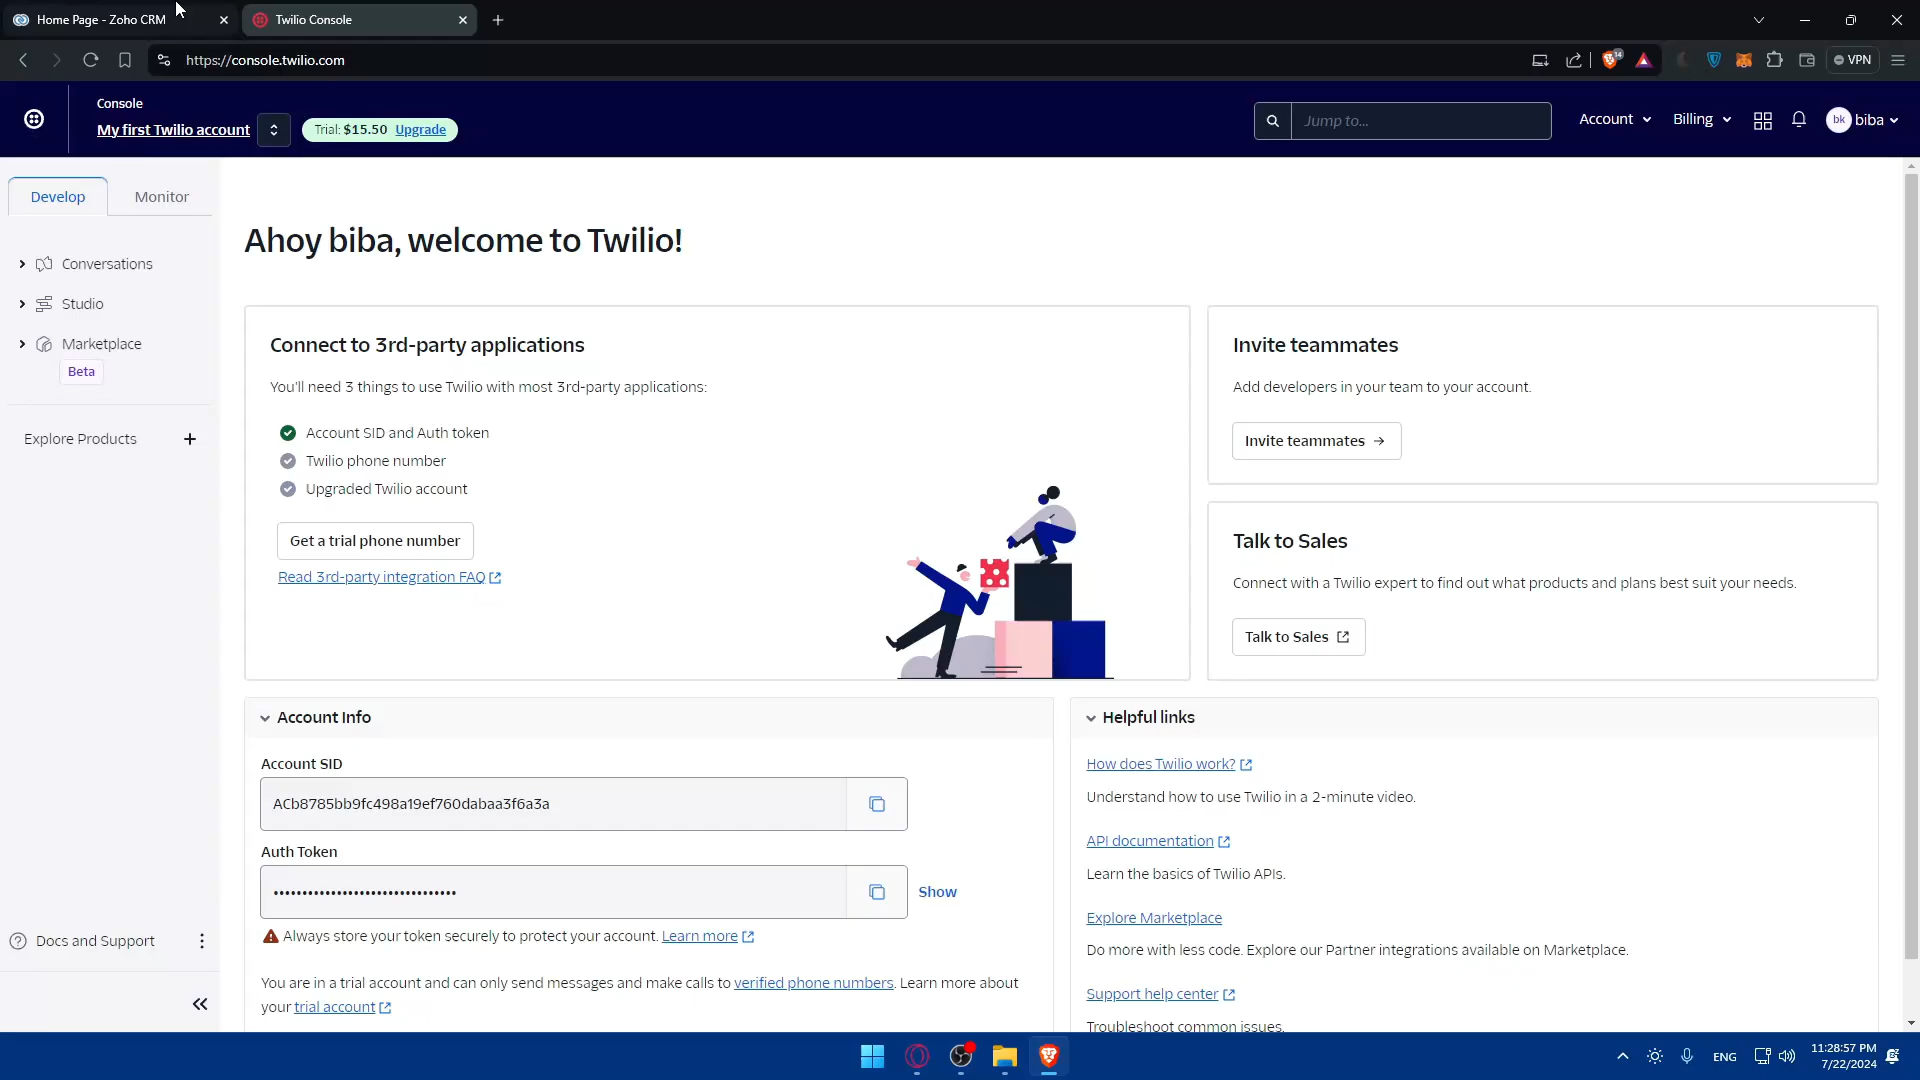 Home Page - Zoho CRM
Twilio Console
https://console.twilio.com
14
VPN
Console
My first Twilio account
Trial: $15.50 Upgrade
Jump to...
Account
Billing
bk
biba
Develop
Monitor
Conversations
Studio
Marketplace
Beta
Explore Products
Docs and Support
Ahoy biba, welcome to Twilio!
Connect to 3rd-party applications
You'll need 3 things to use Twilio with most 3rd-party applications:
Account SID and Auth token
Twilio phone number
Upgraded Twilio account
Get a trial phone number
Read 3rd-party integration FAQ
Invite teammates
Add developers in your team to your account.
Invite teammates
Talk to Sales
Connect with a Twilio expert to find out what products and plans best suit your needs.
Talk to Sales
Account Info
Account SID
ACb8785bb9fc498a19ef760dabaa3f6a3a
Auth Token
••••••••••••••••••••••••••••••••
Show
Always store your token securely to protect your account. Learn more
You are in a trial account and can only send messages and make calls to verified phone numbers. Learn more about
your trial account
Helpful links
How does Twilio work?
Understand how to use Twilio in a 2-minute video.
API documentation
Learn the basics of Twilio APIs.
Explore Marketplace
Do more with less code. Explore our Partner integrations available on Marketplace.
Support help center
Troubleshoot common issues.
ENG
11:28:57 PM
7/22/2024